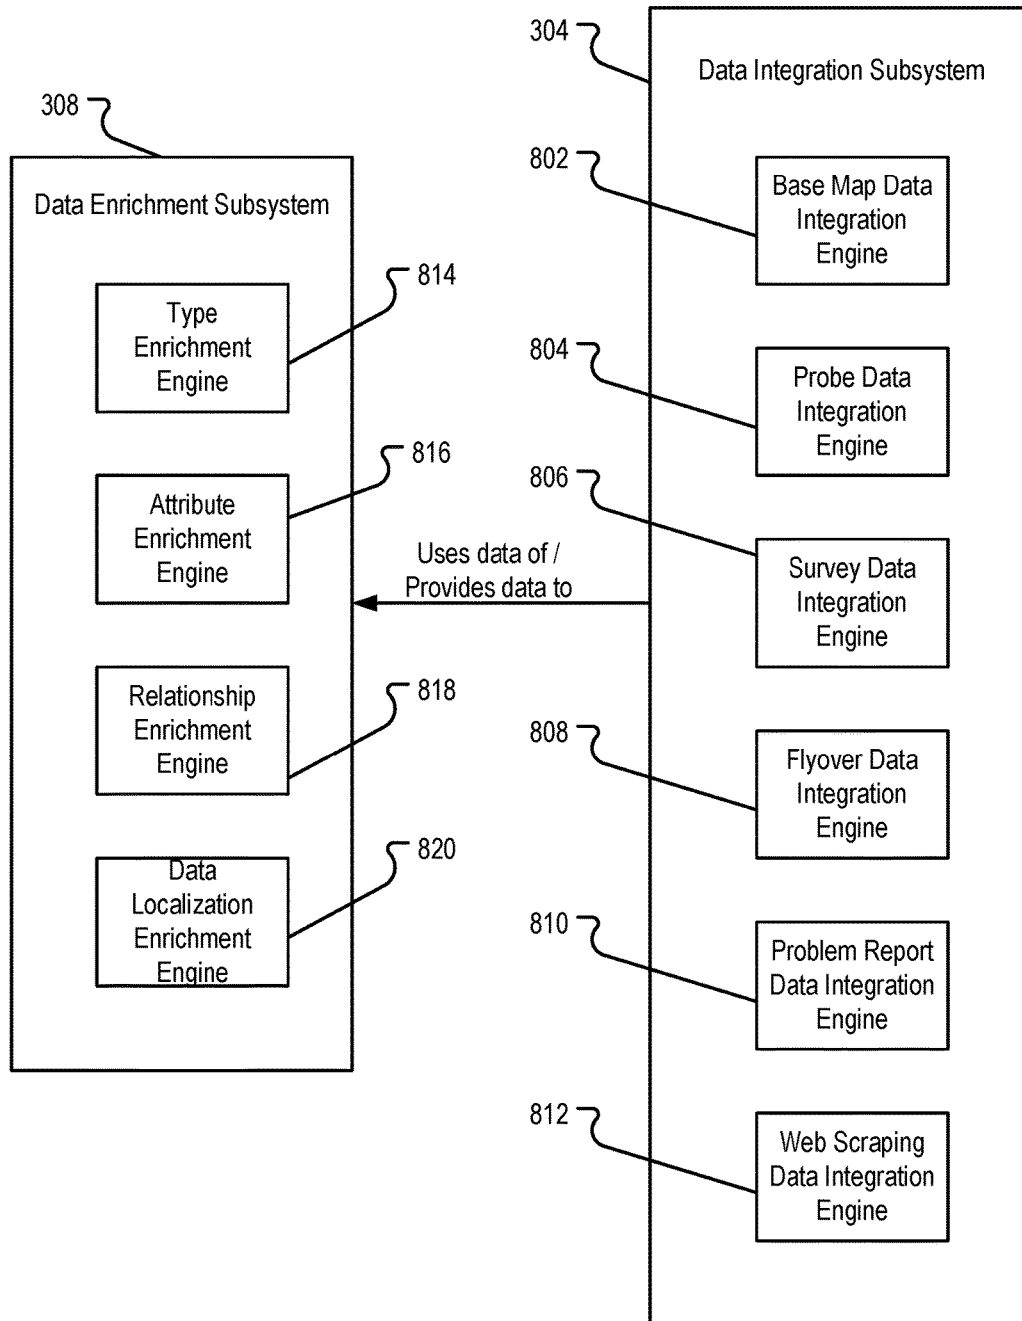 308
Data Enrichment Subsystem
Type
Enrichment
Engine
814
Attribute
Enrichment
Engine
816
Relationship
Enrichment
Engine
818
Data
Localization
Enrichment
Engine
820
Uses data of /
Provides data to
304
Data Integration Subsystem
802
Base Map Data
Integration
Engine
804
Probe Data
Integration
Engine
806
Survey Data
Integration
Engine
808
Flyover Data
Integration
Engine
810
Problem Report
Data Integration
Engine
812
Web Scraping
Data Integration
Engine